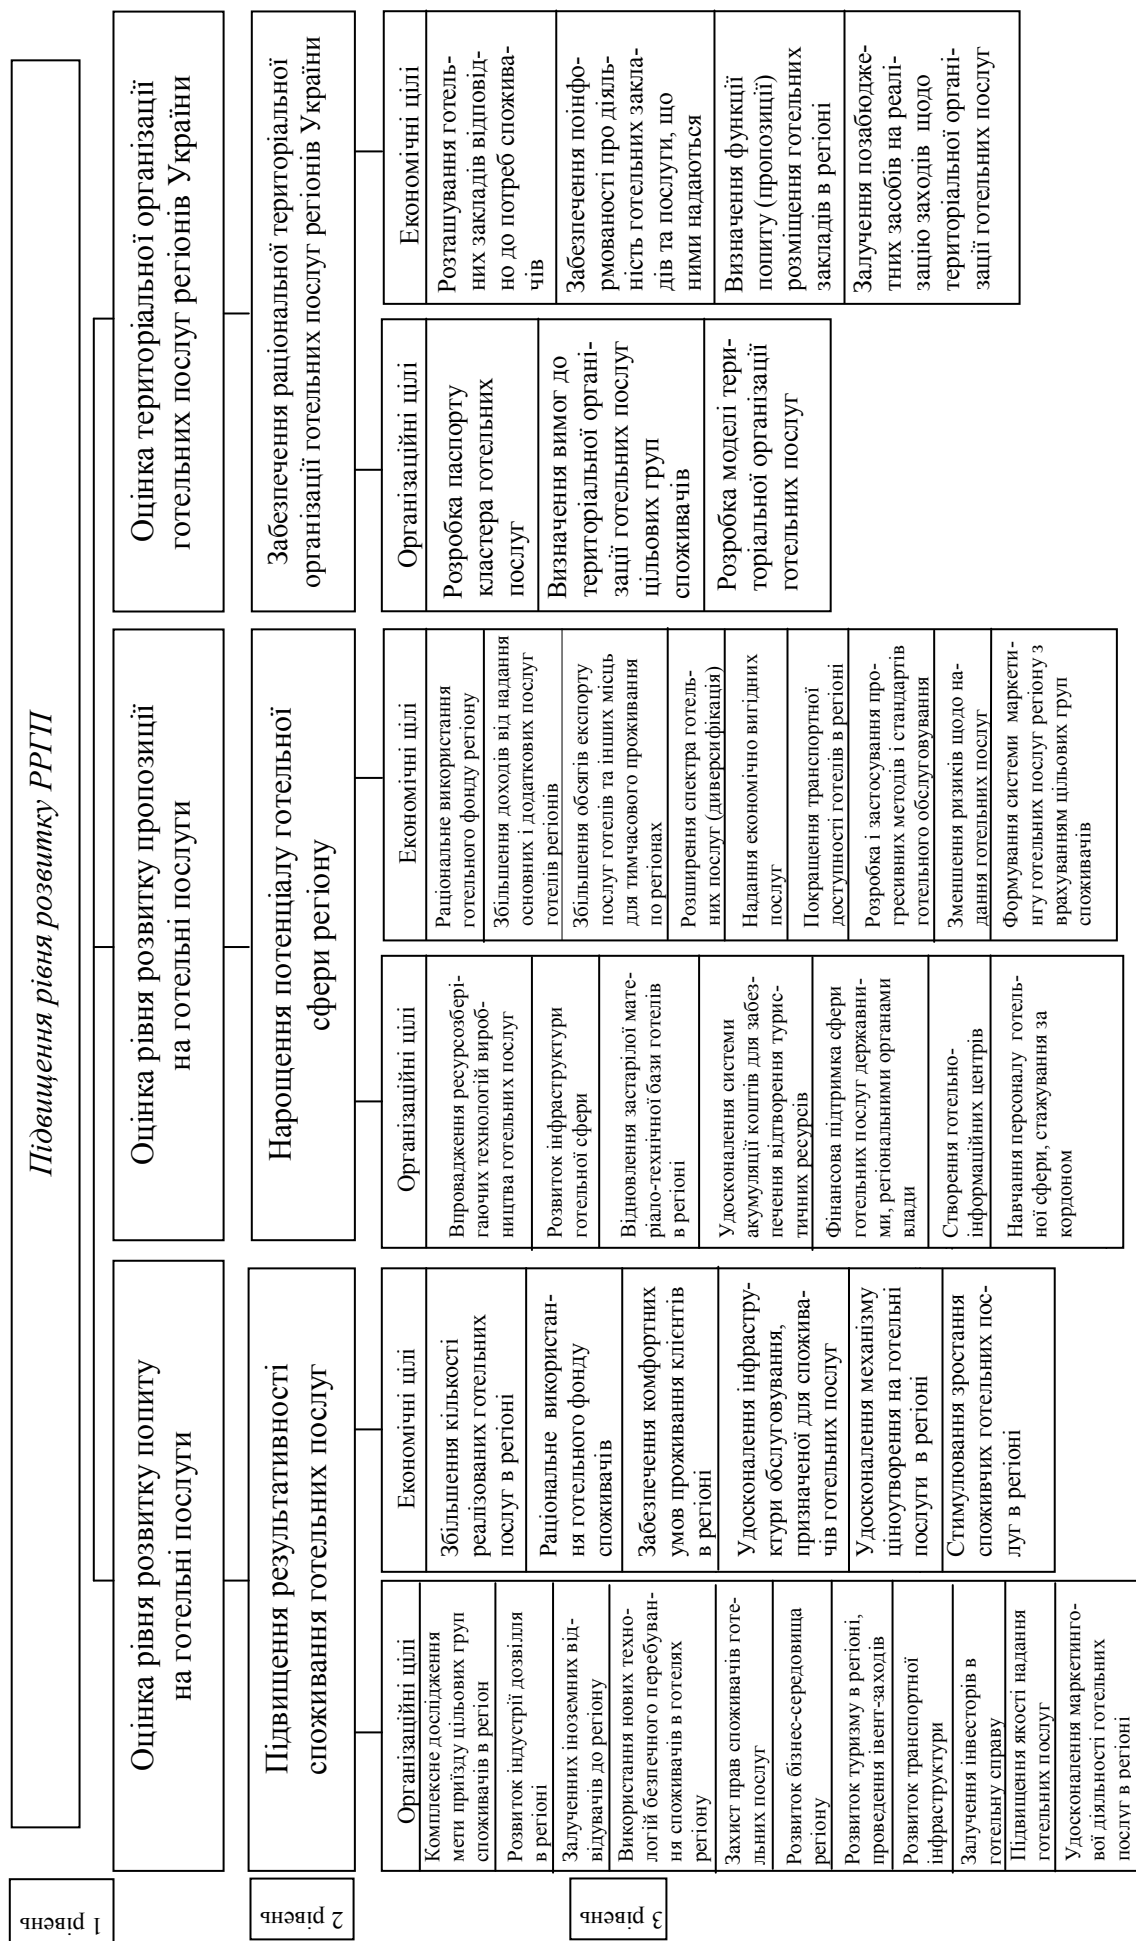 Підвищення рівня розвитку РРГП
1 рівень
Оцінка рівня розвитку попиту
на готельні послуги
Оцінка рівня розвитку пропозиції
на готельні послуги
Оцінка територіальної організації
готельних послуг регіонів України
2 рівень
Підвищення результативності
споживання готельних послуг
Нарощення потенціалу готельної
сфери регіону
Забезпечення раціональної територіальної
організації готельних послуг регіонів України
3 рівень
Організаційні цілі
Комплексне дослідження
мети приїзду цільових груп
споживачів в регіон
Розвиток індустрії дозвілля
в регіоні
Залученних іноземних від-
відувачів до регіону
Використання нових техно-
логій безпечного перебуван-
ня споживачів в готелях
регіону
Захист прав споживачів готе-
льних послуг
Розвиток бізнес-середовища
регіону
Розвиток туризму в регіоні,
проведення івент-заходів
Розвиток транспортної
інфраструктури
Залучення інвесторів в
готельну справу
Підвищення якості надання
готельних послуг
Удосконалення маркетинго-
вої діяльності готельних
послуг в регіоні
Економічні цілі
Збільшення кількості
реалізованих готельних
послуг в регіоні
Раціональне використан-
ня готельного фонду
споживачів
Забезпечення комфортних
умов проживання клієнтів
в регіоні
Удосконалення інфрастру-
ктури обслуговування,
призначеної для спожива-
чів готельних послуг
Удосконалення механізму
ціноутворення на готельні
послуги в регіоні
Стимулювання зростання
споживчих готельних пос-
луг в регіоні
Організаційні цілі
Впровадження ресурсозбері-
гаючих технологій вироб-
ництва готельних послуг
Розвиток інфраструктури
готельної сфери
Відновлення застарілої мате-
ріало-технічної бази готелів
в регіоні
Удосконалення системи
акумуляції коштів для забез-
печення відтворення турис-
тичних ресурсів
Фінансова підтримка сфери
готельних послуг державни-
ми, регіональними органами
влади
Створення готельно-
інформаційних центрів
Навчання персоналу готель-
ної сфери, стажування за
кордоном
Економічні цілі
Раціональне використання
готельного фонду регіону
Збільшення доходів від надання
основних і додаткових послуг
готелів регіонів
Збільшення обсягів експорту
послуг готелів та інших місць
для тимчасового проживання
по регіонах
Розширення спектра готель-
них послуг (диверсифікація)
Надання економічно вигідних
послуг
Покращення транспортної
доступності готелів в регіоні
Розробка і застосування про-
гресивних методів і стандартів
готельного обслуговування
Зменшення ризиків щодо на-
дання готельних послуг
Формування системи маркети-
нгу готельних послуг регіону з
врахуванням цільових груп
споживачів
Організаційні цілі
Розробка паспорту
кластера готельних
послуг
Визначення вимог до
територіальної органі-
зації готельних послуг
цільових груп
споживачів
Розробка моделі тери-
торіальної організації
готельних послуг
Економічні цілі
Розташування готель-
них закладів відповід-
но до потреб спожива-
чів
Забезпечення поінфо-
рмованості про діяль-
ність готельних закла-
дів та послуги, що
ними надаються
Визначення функції
попиту (пропозиції)
розміщення готельних
закладів в регіоні
Залучення позабюдже-
тних засобів на реалі-
зацію заходів щодо
територіальної органі-
зації готельних послуг